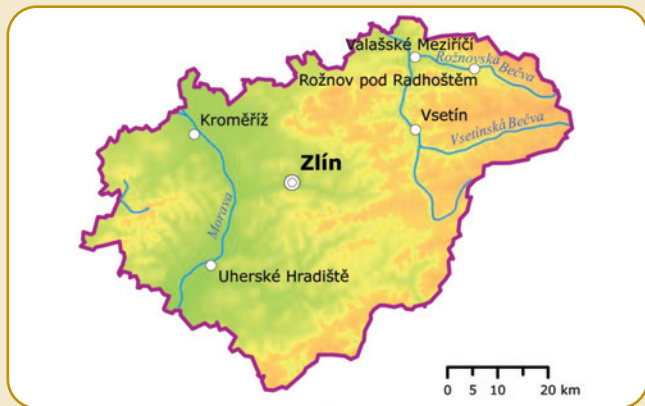 Valašské Meziříčí
Rožnovská Bečva
Rožnov pod Radhoštěm
Kroměříž
Vsetín
Vsetínská Bečva
Zlín
Morava
Uherské Hradiště
0 5 10 20 km